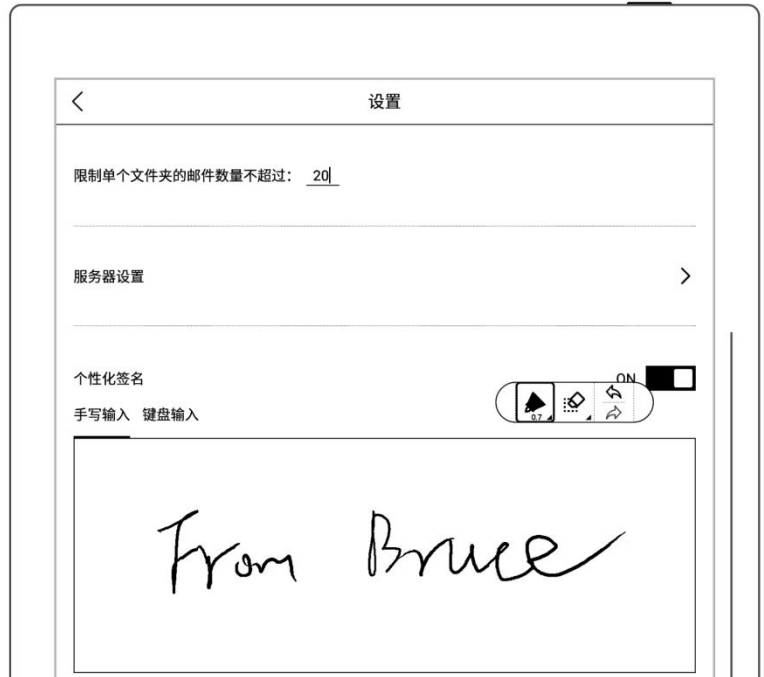 设置
限制单个文件夹的邮件数量不超过： 20
服务器设置
个性化签名 ON
手写输入 键盘输入
0.7
From Bruce